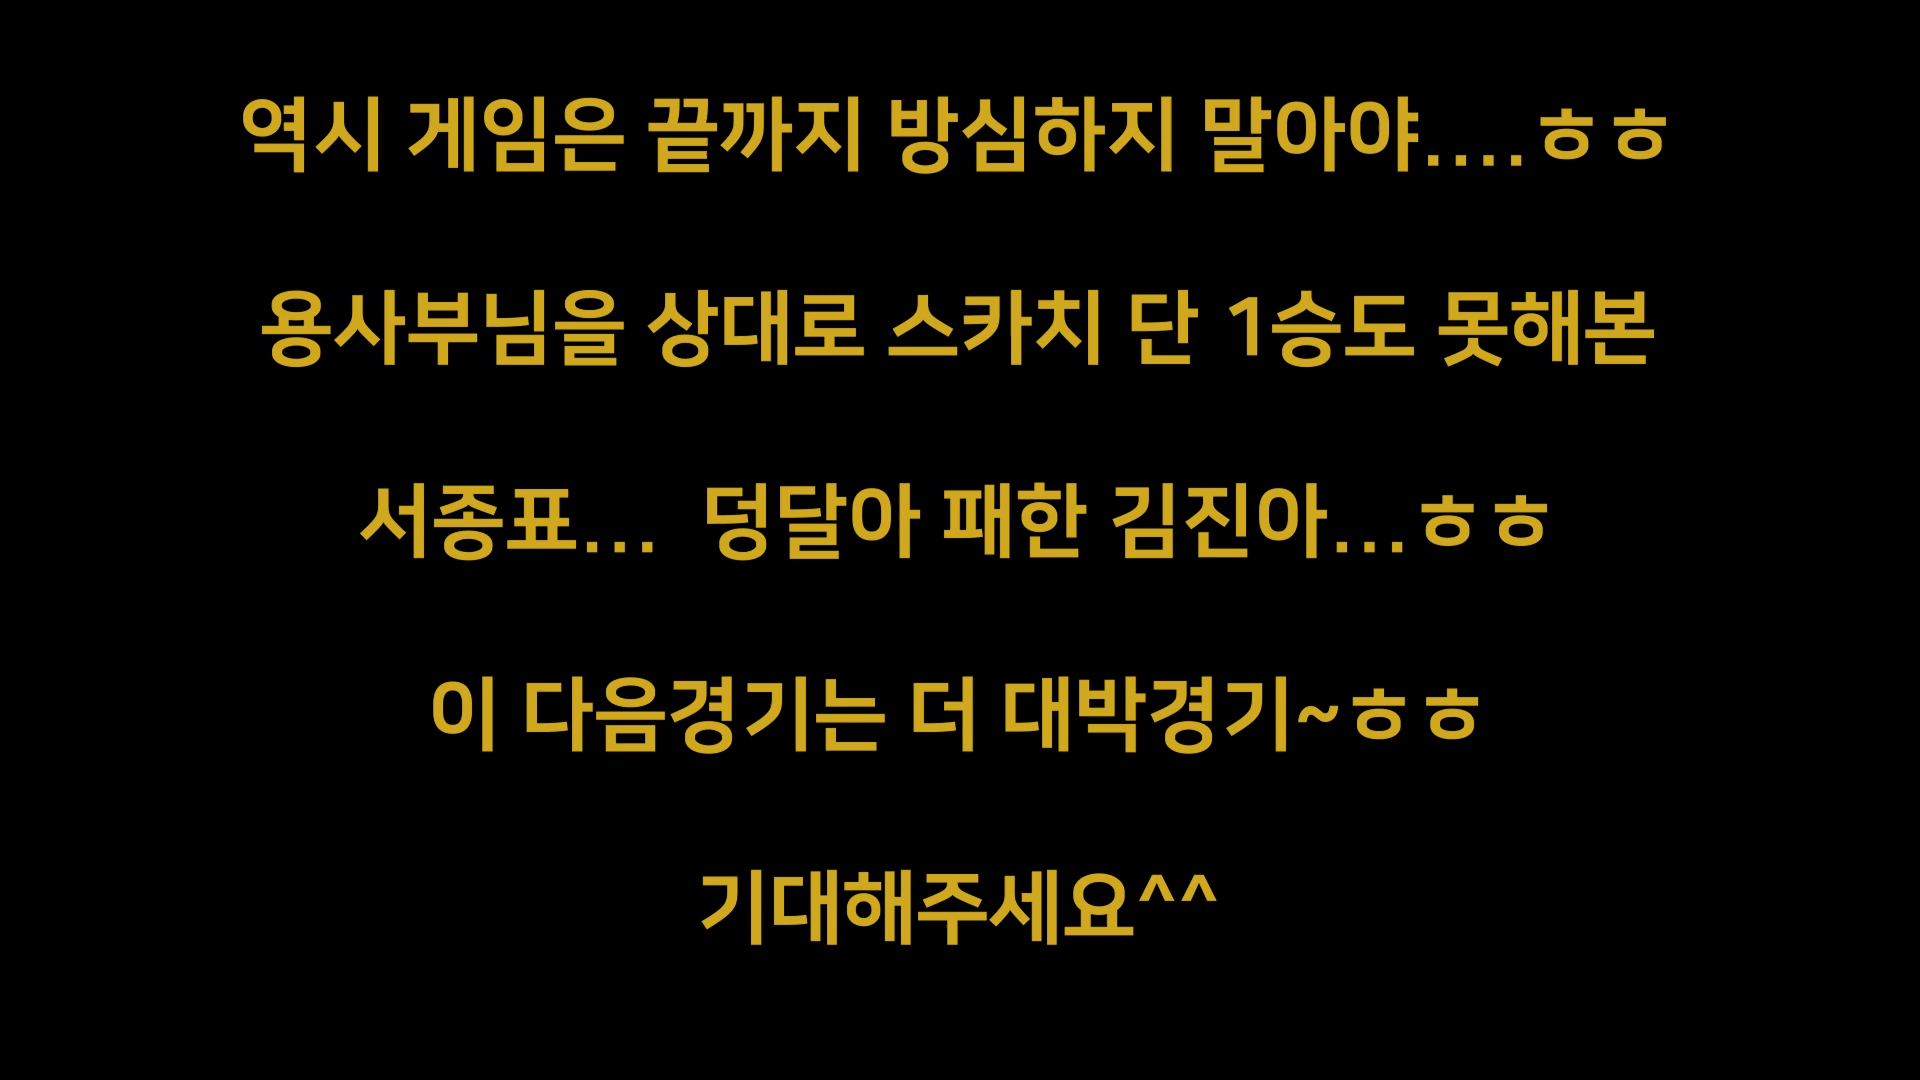 역시 게임은 끝까지 방심하지 말아야....ㅎㅎ
용사부님을 상대로 스카치 단 1승도 못해본
서종표...  덩달아 패한 김진아...ㅎㅎ
이 다음경기는 더 대박경기~ㅎㅎ
기대해주세요^^